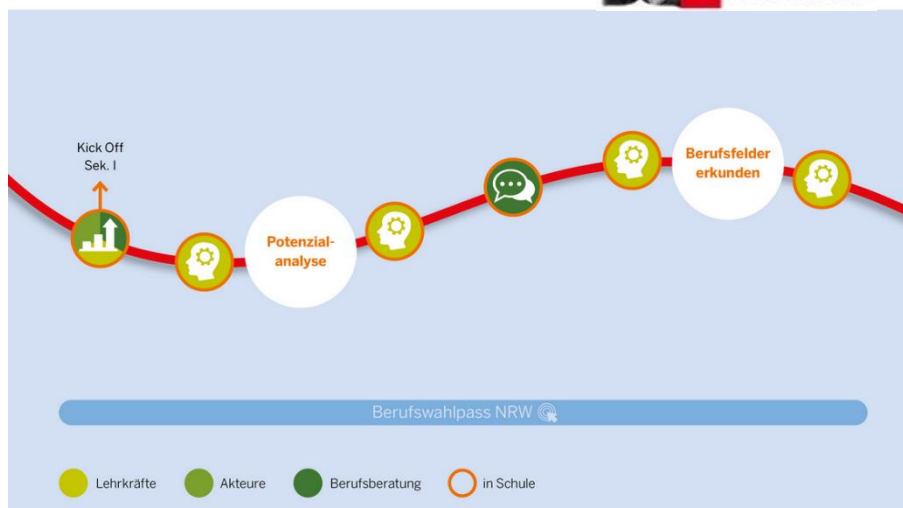 Kick Off
Sek. I
Potenzial-
analyse
Berufsfelder
erkunden
Berufswahlpass NRW
Lehrkräfte
Akteure
Berufsberatung
in Schule